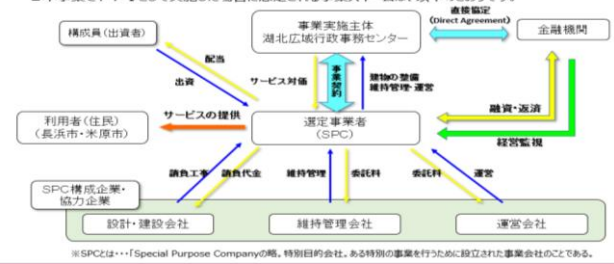 事業実施主体
湖北広域行政事務センター
直接協定
(Direct Agreement)
金融機関
構成員(出資者)
配当
出資
サービス対価
事業契約
建物の整備
維持管理・運営
融資・返済
経営監視
利用者(住民)
(長浜市・米原市)
サービスの提供
選定事業者
(SPC)
請負工事
請負代金
維持管理
委託料
委託料
運営
SPC構成企業・
協力企業
設計・建設会社
維持管理会社
運営会社
※SPCとは・・・「Special Purpose Companyの略。特別目的会社。ある特別の事業を行うために設立された事業会社のことである。